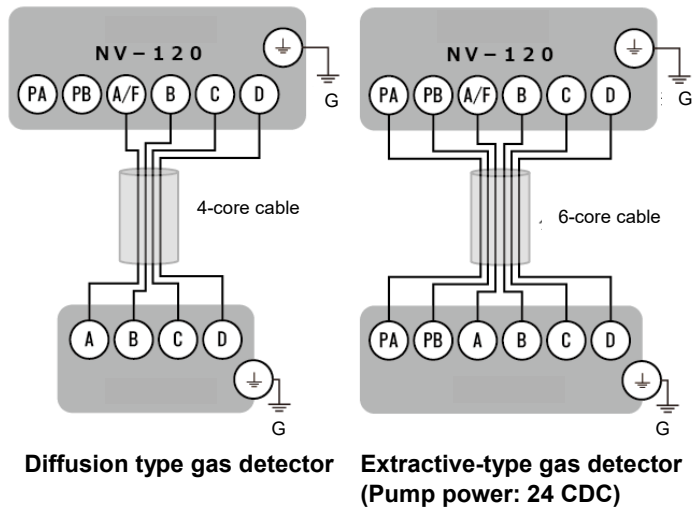 NV-120
G
PA PB A/F B C D
4-core cable
A B C D
G
Diffusion type gas detector
NV-120
G
PA PB A/F B C D
6-core cable
PA PB A B C D
G
Extractive-type gas detector
(Pump power: 24 CDC)